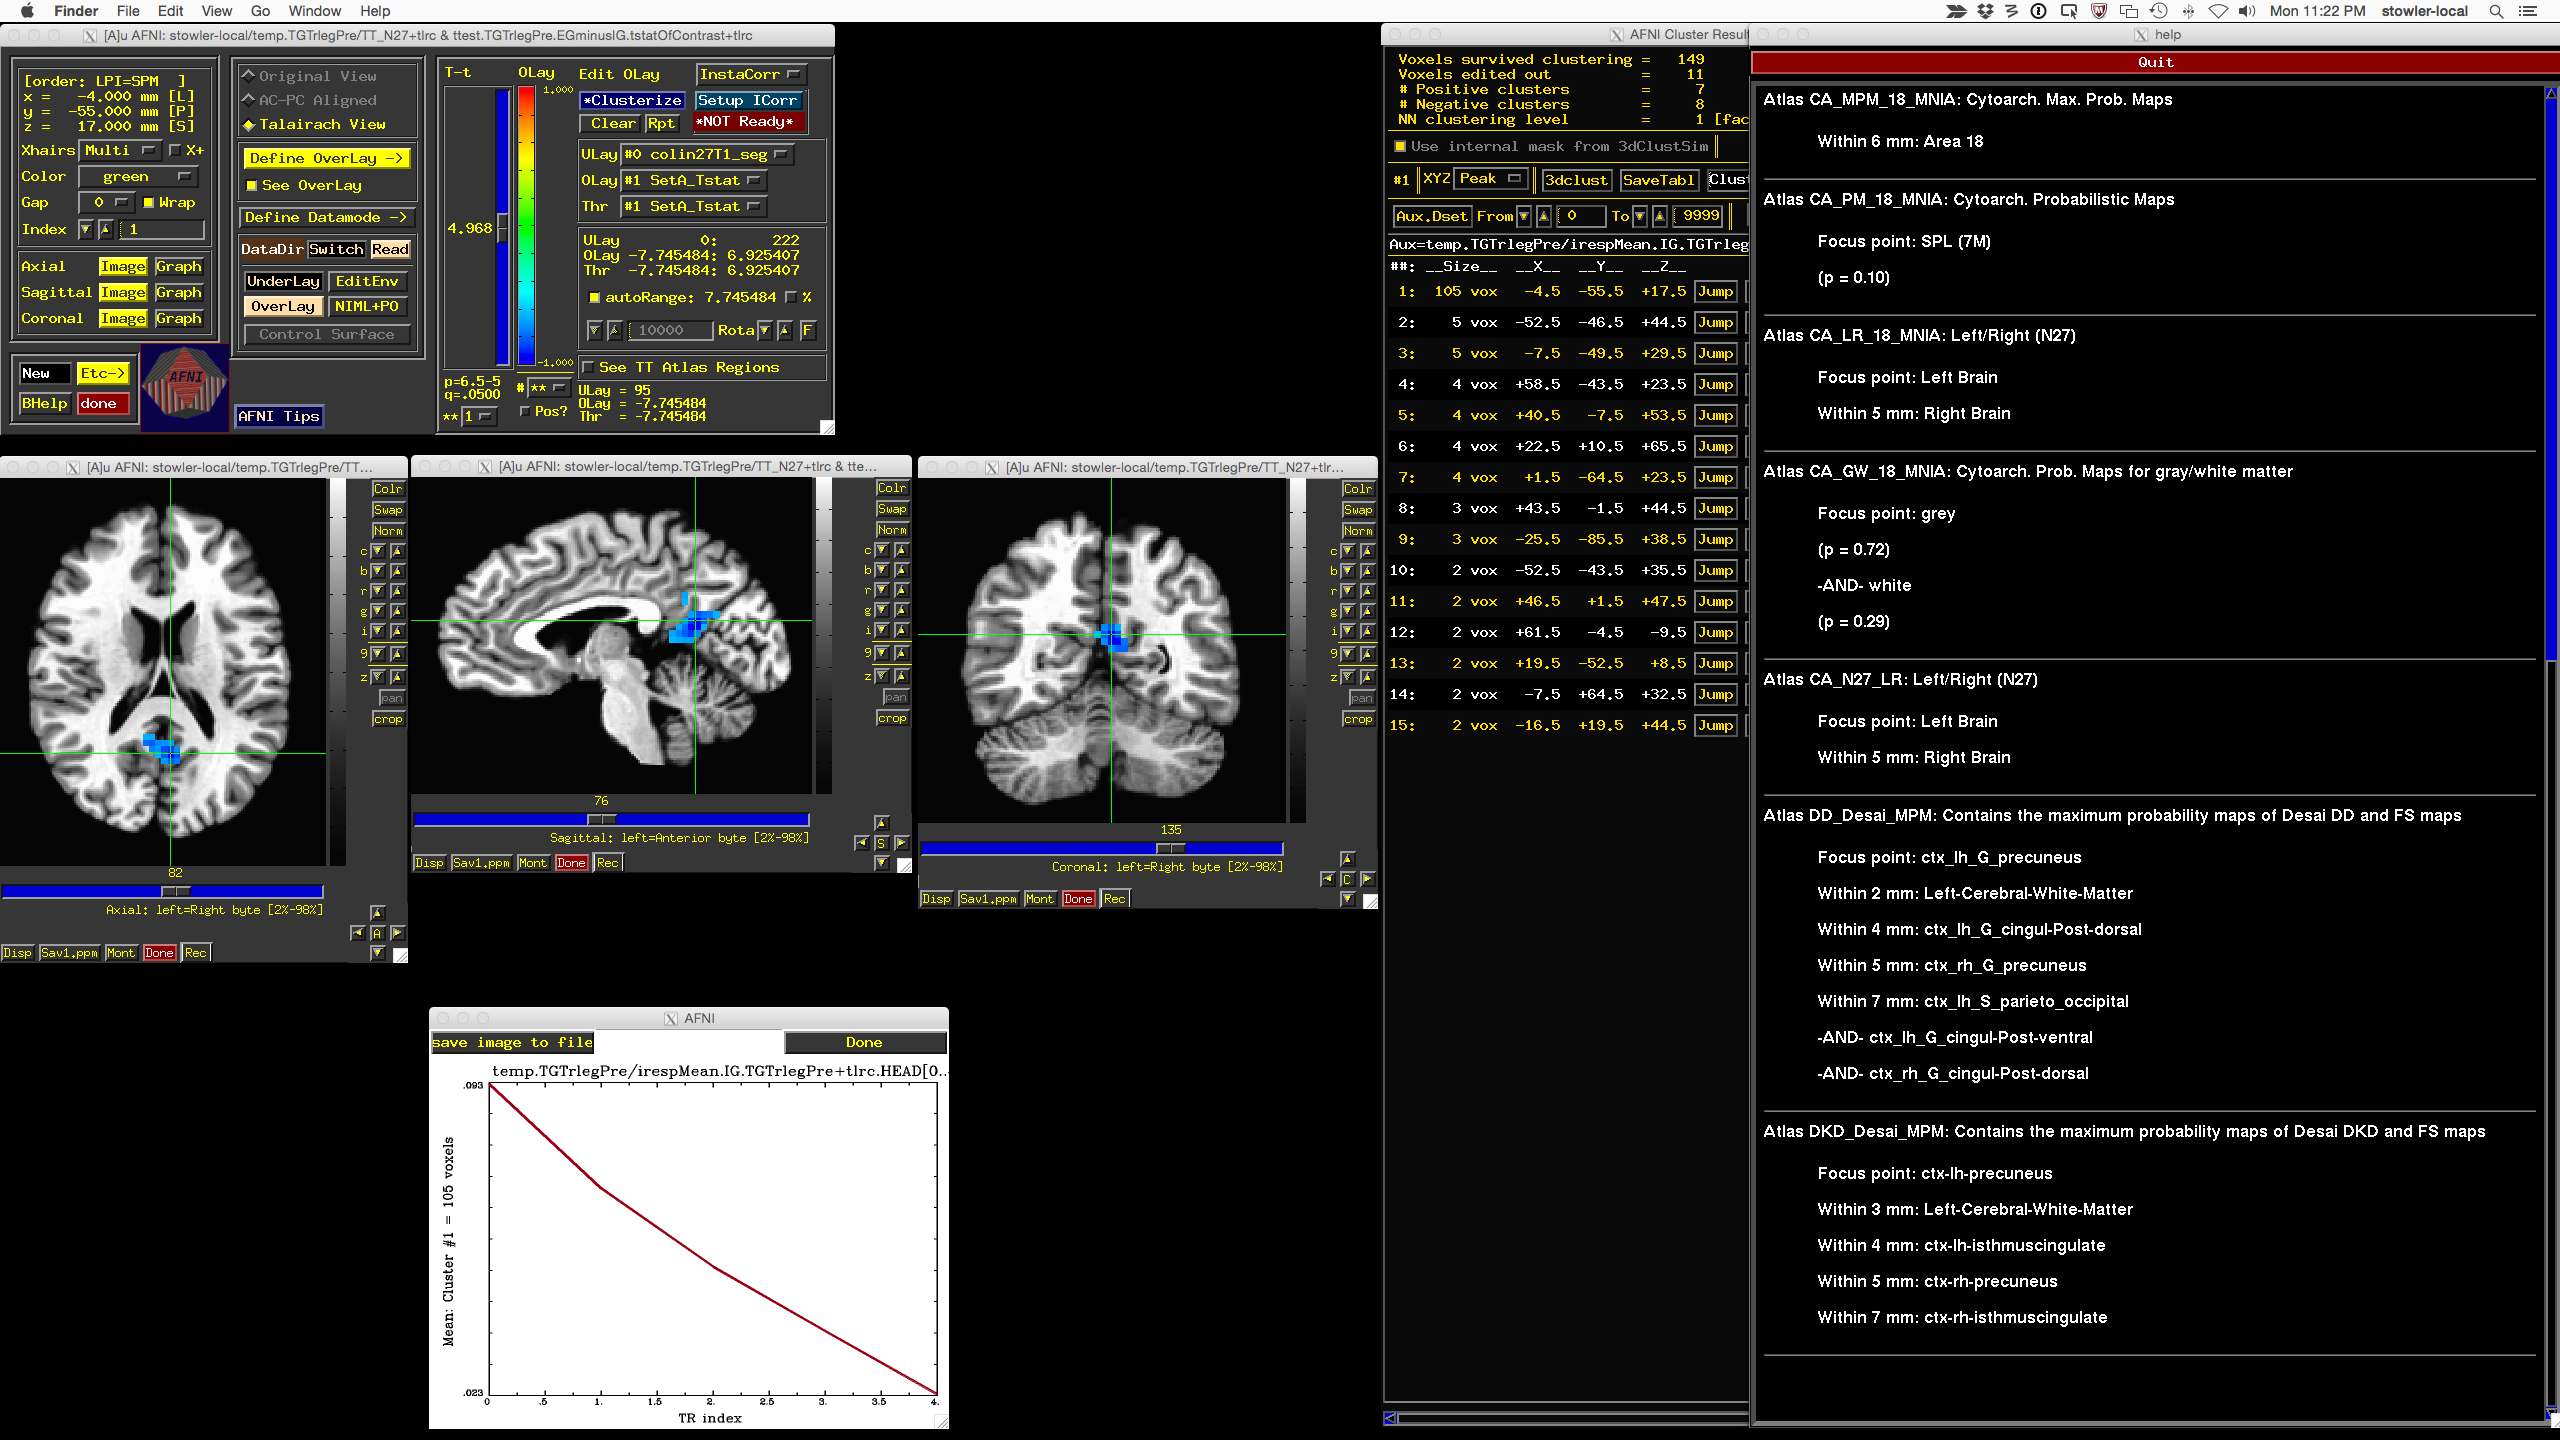 Finder File Edit View Go Window Help
Mon 11:22 PM stowler-local
[A]u AFNI: stowler-local/temp.TGTrlegPre/TT_N27+tlrc & ttest.TGTrlegPre.EGminusIG.tstatOfContrast+tlrc
[order: LPI=SPM ]
x = -4.000 mm [L]
y = -55.000 mm [P]
z = 17.000 mm [S]
Xhairs Multi X+
Color green
Gap 0 Wrap
Index 1
Axial Image Graph
Sagittal Image Graph
Coronal Image Graph
New Etc->
BHelp done
AFNI
Original View
AC-PC Aligned
Talairach View
Define OverLay ->
See OverLay
Define Datamode ->
DataDir Switch Read
UnderLay EditEnv
OverLay NIML+PO
Control Surface
AFNI Tips
T-t
4.968
p=6.5-5
q=.0500
** 1
OLay
1.000
-1.000
# **
Pos?
Edit OLay InstaCorr
*Clusterize Setup ICorr
Clear Rpt *NOT Ready*
ULay #0 colin27T1_seg
OLay #1 SetA_Tstat
Thr #1 SetA_Tstat
ULay 0: 222
OLay -7.745484: 6.925407
Thr -7.745484: 6.925407
autoRange: 7.745484 %
10000 Rota F
See TT Atlas Regions
ULay = 95
OLay = -7.745484
Thr = -7.745484
[A]u AFNI: stowler-local/temp.TGTrlegPre/TT...
Colr
Swap
Norm
c
b
r
g
i
9
z
pan
crop
82
Axial: left=Right byte [2%-98%]
A
Disp Sav1.ppm Mont Done Rec
[A]u AFNI: stowler-local/temp.TGTrlegPre/TT_N27+tlrc & tte...
Colr
Swap
Norm
c
b
r
g
i
9
z
pan
crop
76
Sagittal: left=Anterior byte [2%-98%]
S
Disp Sav1.ppm Mont Done Rec
[A]u AFNI: stowler-local/temp.TGTrlegPre/TT_N27+tlr...
Colr
Swap
Norm
c
b
r
g
i
9
z
pan
crop
135
Coronal: left=Right byte [2%-98%]
C
Disp Sav1.ppm Mont Done Rec
AFNI
save image to file Done
temp.TGTrlegPre/irespMean.IG.TGTrlegPre+tlrc.HEAD[0..
.093
Mean: Cluster #1 = 105 voxels
.023
0 .5 1. 1.5 2. 2.5 3. 3.5 4.
TR index
AFNI Cluster Resul
Voxels survived clustering = 149
Voxels edited out = 11
# Positive clusters = 7
# Negative clusters = 8
NN clustering level = 1 [fac
Use internal mask from 3dClustSim
#1 XYZ Peak 3dclust SaveTabl Clus
Aux.Dset From 0 To 9999
Aux=temp.TGTrlegPre/irespMean.IG.TGTrleg
##: __Size__ __X__ __Y__ __Z__
1: 105 vox -4.5 -55.5 +17.5 Jump
2: 5 vox -52.5 -46.5 +44.5 Jump
3: 5 vox -7.5 -49.5 +29.5 Jump
4: 4 vox +58.5 -43.5 +23.5 Jump
5: 4 vox +40.5 -7.5 +53.5 Jump
6: 4 vox +22.5 +10.5 +65.5 Jump
7: 4 vox +1.5 -64.5 +23.5 Jump
8: 3 vox +43.5 -1.5 +44.5 Jump
9: 3 vox -25.5 -85.5 +38.5 Jump
10: 2 vox -52.5 -43.5 +35.5 Jump
11: 2 vox +46.5 +1.5 +47.5 Jump
12: 2 vox +61.5 -4.5 -9.5 Jump
13: 2 vox +19.5 -52.5 +8.5 Jump
14: 2 vox -7.5 +64.5 +32.5 Jump
15: 2 vox -16.5 +19.5 +44.5 Jump
help
Quit
Atlas CA_MPM_18_MNIA: Cytoarch. Max. Prob. Maps
Within 6 mm: Area 18
Atlas CA_PM_18_MNIA: Cytoarch. Probabilistic Maps
Focus point: SPL (7M)
(p = 0.10)
Atlas CA_LR_18_MNIA: Left/Right (N27)
Focus point: Left Brain
Within 5 mm: Right Brain
Atlas CA_GW_18_MNIA: Cytoarch. Prob. Maps for gray/white matter
Focus point: grey
(p = 0.72)
-AND- white
(p = 0.29)
Atlas CA_N27_LR: Left/Right (N27)
Focus point: Left Brain
Within 5 mm: Right Brain
Atlas DD_Desai_MPM: Contains the maximum probability maps of Desai DD and FS maps
Focus point: ctx_lh_G_precuneus
Within 2 mm: Left-Cerebral-White-Matter
Within 4 mm: ctx_lh_G_cingul-Post-dorsal
Within 5 mm: ctx_rh_G_precuneus
Within 7 mm: ctx_lh_S_parieto_occipital
-AND- ctx_lh_G_cingul-Post-ventral
-AND- ctx_rh_G_cingul-Post-dorsal
Atlas DKD_Desai_MPM: Contains the maximum probability maps of Desai DKD and FS maps
Focus point: ctx-lh-precuneus
Within 3 mm: Left-Cerebral-White-Matter
Within 4 mm: ctx-lh-isthmuscingulate
Within 5 mm: ctx-rh-precuneus
Within 7 mm: ctx-rh-isthmuscingulate